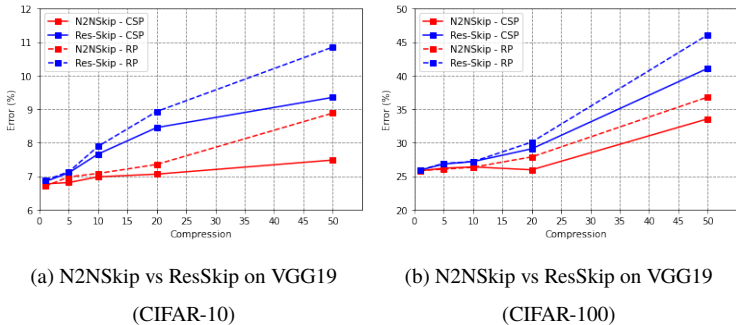 12
11
10
9
8
7
6
Error (%)
N2NSkip - CSP
Res-Skip - CSP
N2NSkip - RP
Res-Skip - RP
0 10 15 20 25 30 35 40 45 50
Compression
50
45
40
35
30
25
20
Error (%)
N2NSkip - CSP
Res-Skip - CSP
N2NSkip - RP
Res-Skip - RP
0 5 10 15 20 25 30 35 40 45 50
Compression
(a) N2NSkip vs ResSkip on VGG19
(CIFAR-10)
(b) N2NSkip vs ResSkip on VGG19
(CIFAR-100)